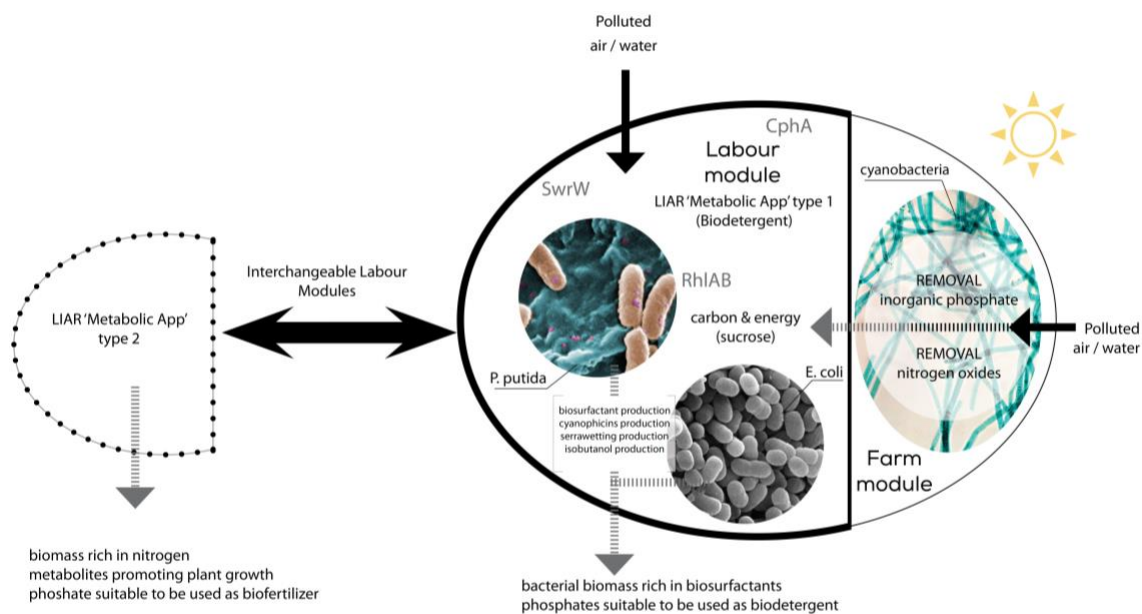 Polluted
air / water
CphA
Labour
module
SwrW
LIAR 'Metabolic App' type 1
(Biodetergent)
cyanobacteria
Interchangeable Labour
Modules
RhlAB
REMOVAL
inorganic phosphate
LIAR 'Metabolic App'
type 2
carbon & energy
(sucrose)
Polluted
air / water
REMOVAL
nitrogen oxides
P. putida
E. coli
biosurfactant production
cyanophicins production
serrawetting production
isobutanol production
Farm
module
biomass rich in nitrogen
metabolites promoting plant growth
phoshate suitable to be used as biofertilizer
bacterial biomass rich in biosurfactants
phosphates suitable to be used as biodetergent